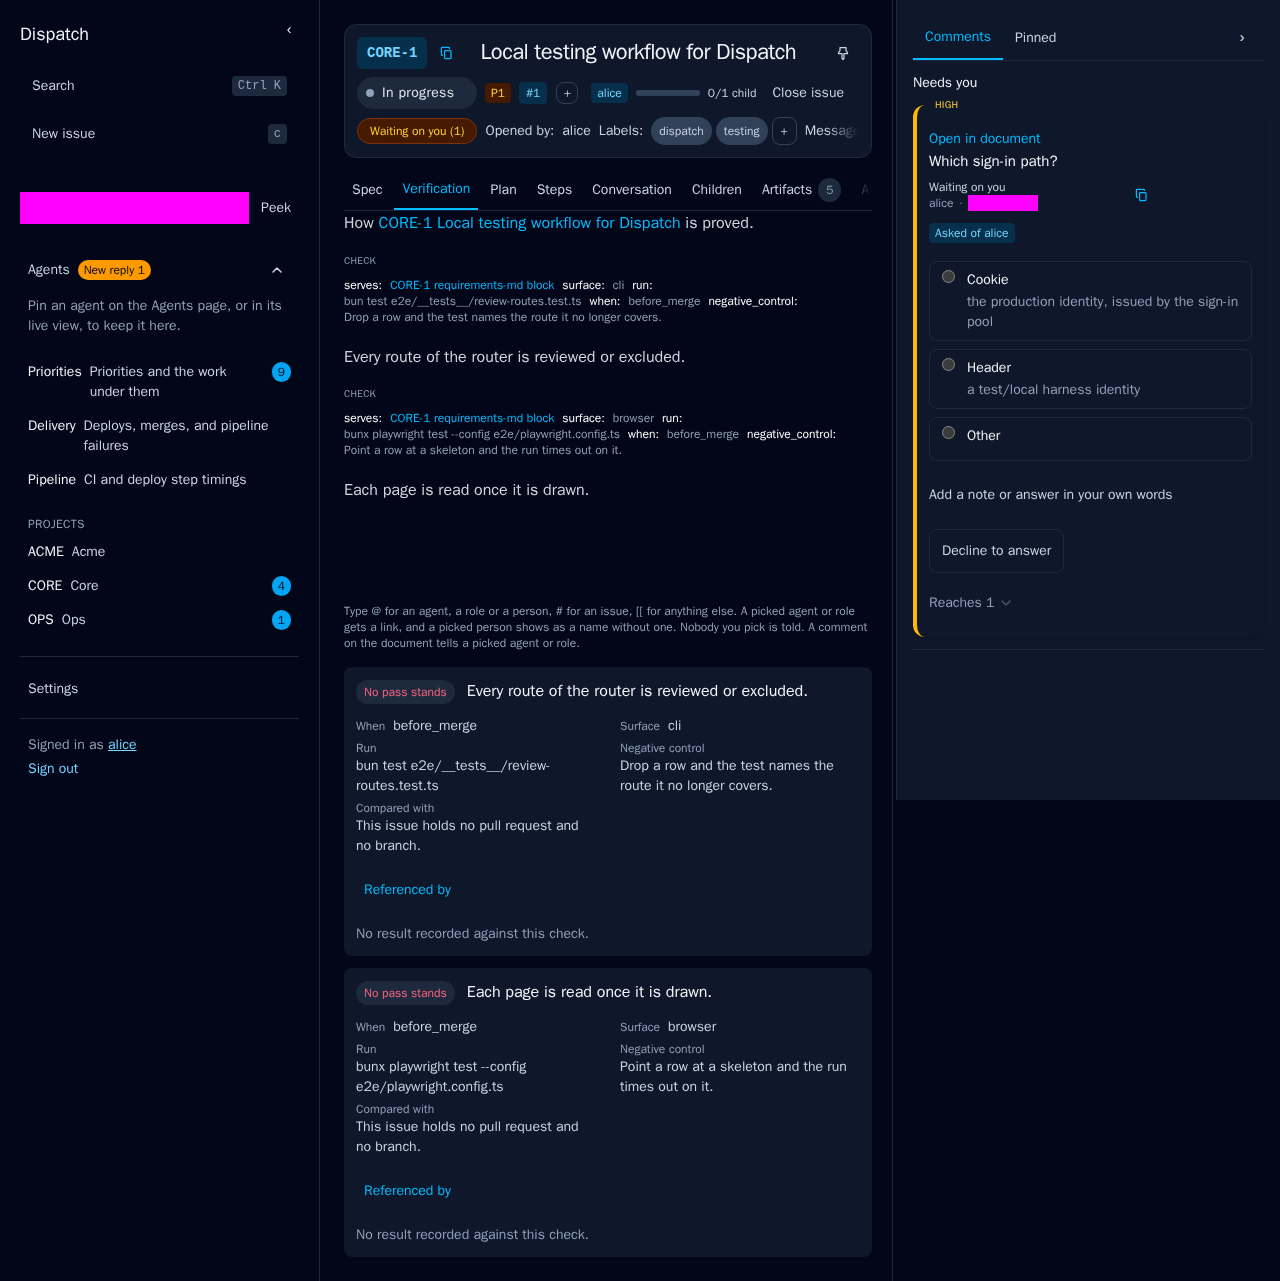 Dispatch
Search
Ctrl K
New issue
C
Peek
Agents
New reply 1
Pin an agent on the Agents page, or in its
live view, to keep it here.
Priorities Priorities and the work
under them
9
Delivery Deploys, merges, and pipeline
failures
Pipeline CI and deploy step timings
PROJECTS
ACME Acme
CORE Core
4
OPS Ops
1
Settings
Signed in as alice
Sign out
CORE-1
Local testing workflow for Dispatch
In progress
P1
#1
+
alice
0/1 child
Close issue
Waiting on you (1)
Opened by: alice Labels:
dispatch
testing
+
Message
Spec
Verification
Plan
Steps
Conversation
Children
Artifacts 5
How CORE-1 Local testing workflow for Dispatch is proved.
CHECK
serves: CORE-1 requirements-md block surface: cli run:
bun test e2e/__tests__/review-routes.test.ts when: before_merge negative_control:
Drop a row and the test names the route it no longer covers.
Every route of the router is reviewed or excluded.
CHECK
serves: CORE-1 requirements-md block surface: browser run:
bunx playwright test --config e2e/playwright.config.ts when: before_merge negative_control:
Point a row at a skeleton and the run times out on it.
Each page is read once it is drawn.
Type @ for an agent, a role or a person, # for an issue, [[ for anything else. A picked agent or role
gets a link, and a picked person shows as a name without one. Nobody you pick is told. A comment
on the document tells a picked agent or role.
No pass stands
Every route of the router is reviewed or excluded.
When before_merge
Surface cli
Run
bun test e2e/__tests__/review-
routes.test.ts
Negative control
Drop a row and the test names the
route it no longer covers.
Compared with
This issue holds no pull request and
no branch.
Referenced by
No result recorded against this check.
No pass stands
Each page is read once it is drawn.
When before_merge
Surface browser
Run
bunx playwright test --config
e2e/playwright.config.ts
Negative control
Point a row at a skeleton and the run
times out on it.
Compared with
This issue holds no pull request and
no branch.
Referenced by
No result recorded against this check.
Comments
Pinned
Needs you
HIGH
Open in document
Which sign-in path?
Waiting on you
alice ·
Asked of alice
Cookie
the production identity, issued by the sign-in
pool
Header
a test/local harness identity
Other
Add a note or answer in your own words
Decline to answer
Reaches 1